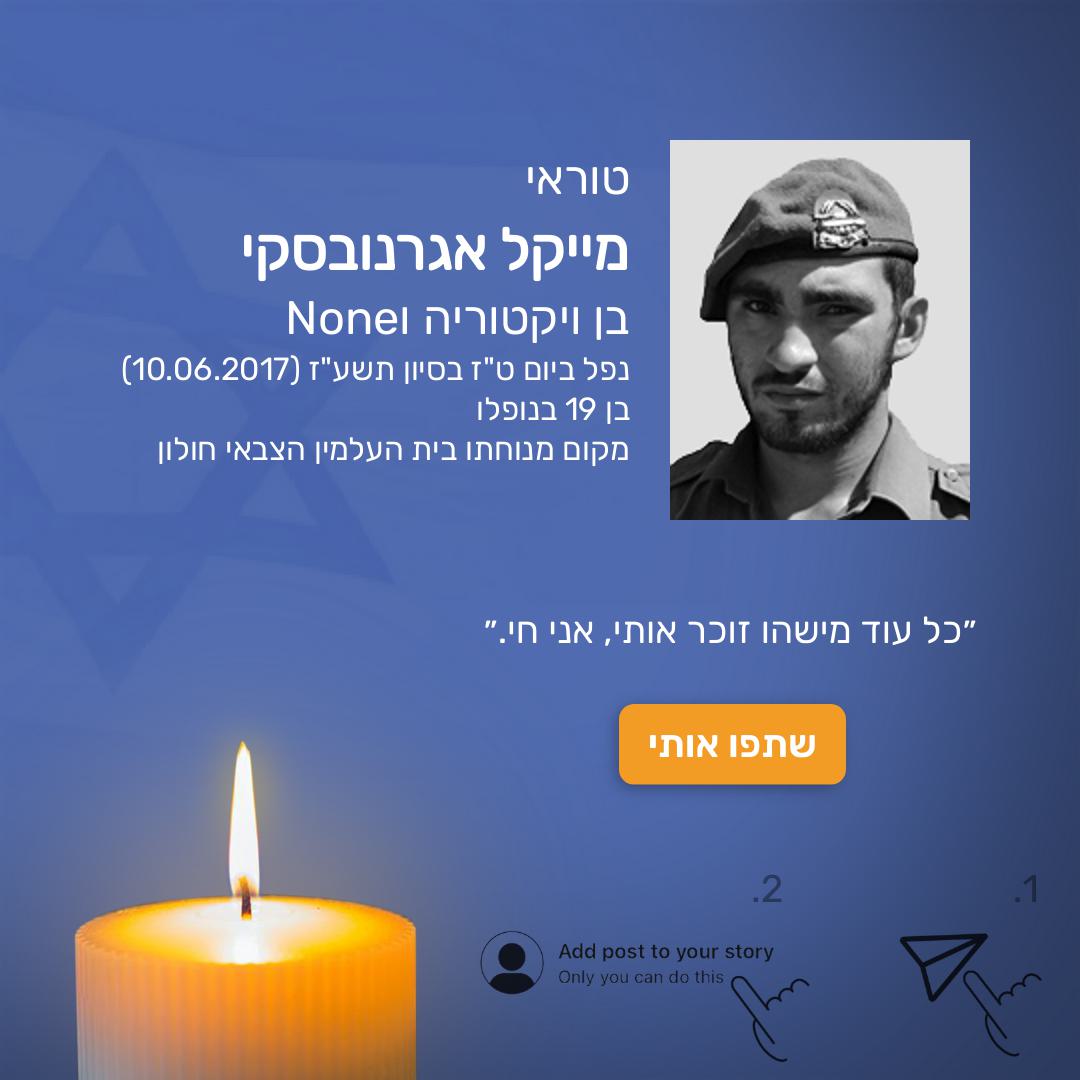 טוראי
מייקל אגרנובסקי
בן ויקטוריה וNone
נפל ביום ט"ז בסיון תשע"ז (10.06.2017)
בן 19 בנופלו
מקום מנוחתו בית העלמין הצבאי חולון
״כל עוד מישהו זוכר אותי, אני חי.״
שתפו אותי
.1
.2
Add post to your story
Only you can do this